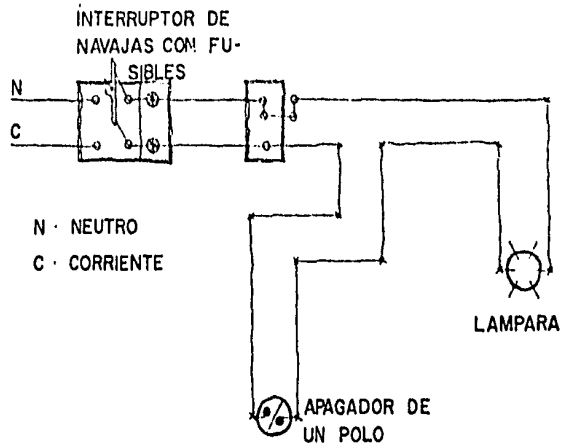 INTERRUPTOR DE
NAVAJAS CON FU-
SIBLES
N
C
N · NEUTRO
C · CORRIENTE
LAMPARA
APAGADOR DE
UN POLO